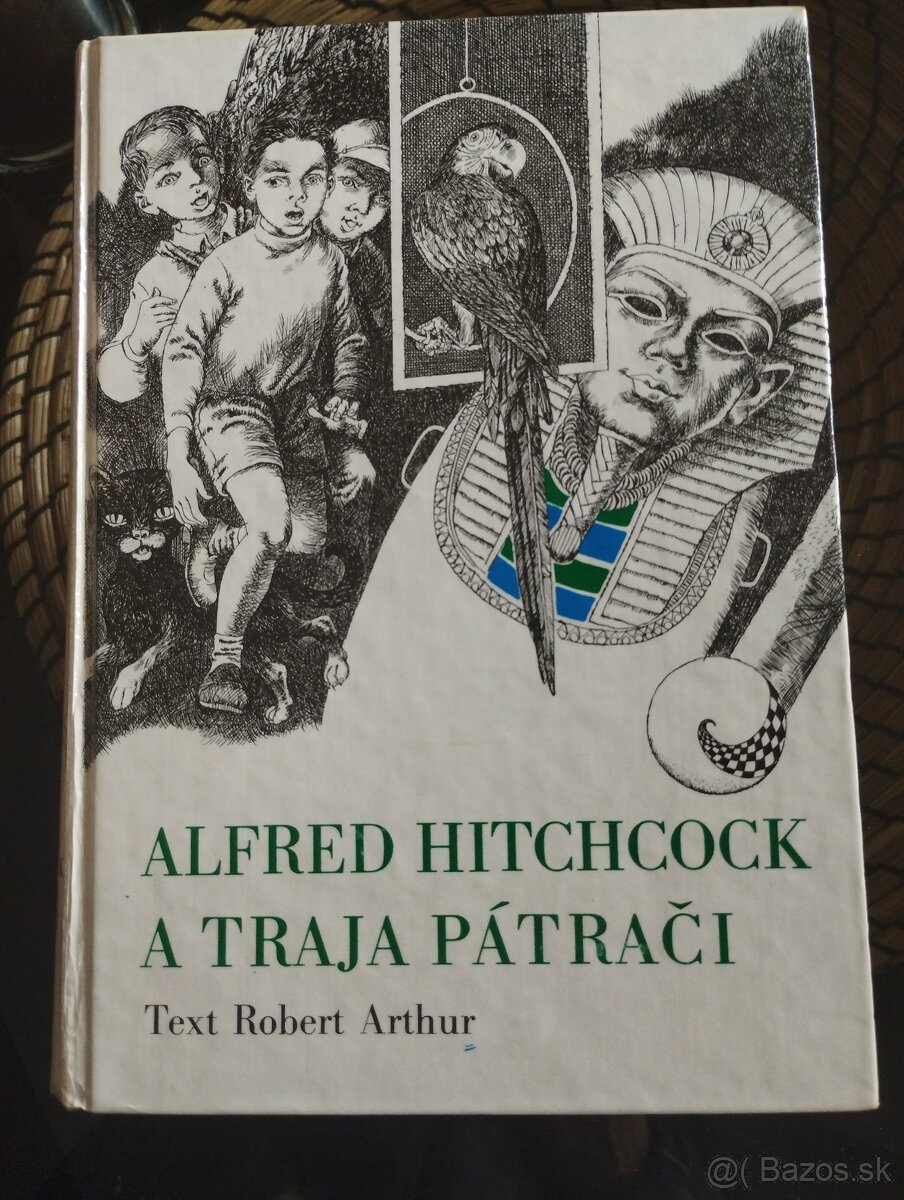 ALFRED HITCHCOCK
A TRAJA PÁTRAČI
Text Robert Arthur
@( Bazos.sk